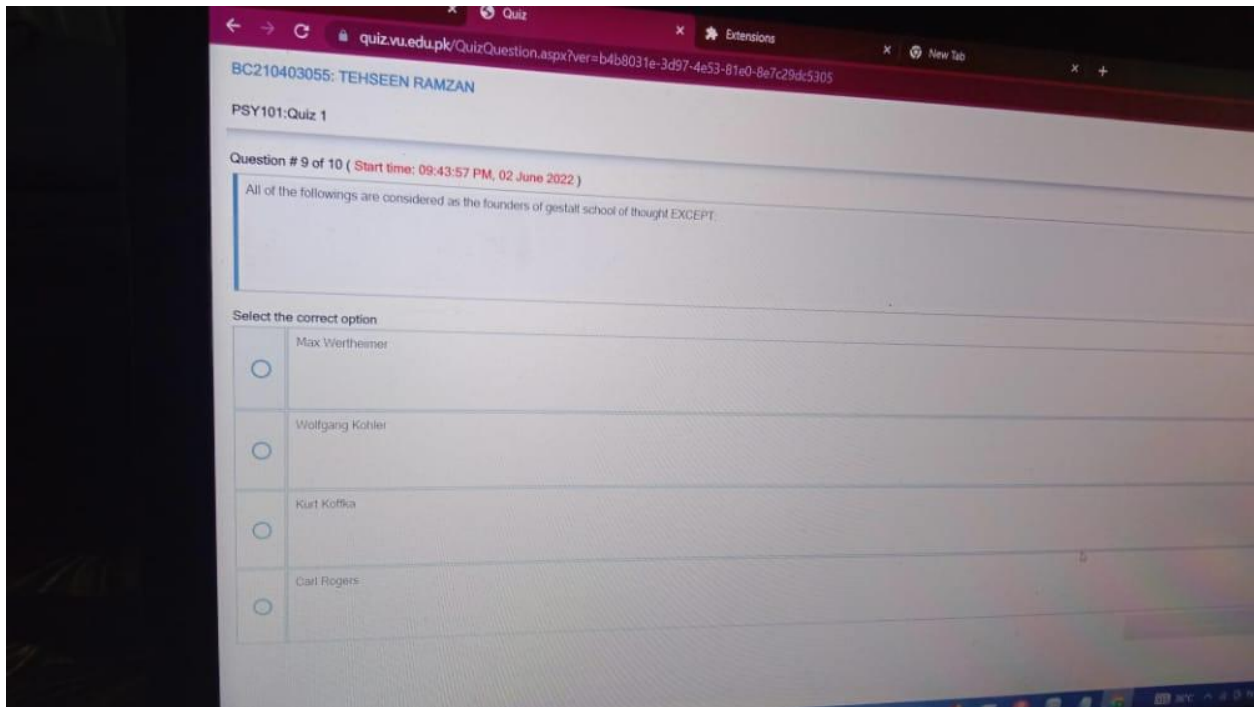 Quiz
Extensions
New Tab
quiz.vu.edu.pk/QuizQuestion.aspx?ver=b4b8031e-3d97-4e53-81e0-8e7c29dc5305
BC210403055: TEHSEEN RAMZAN
PSY101:Quiz 1
Question # 9 of 10 ( Start time: 09:43:57 PM, 02 June 2022 )
All of the followings are considered as the founders of gestalt school of thought EXCEPT:
Select the correct option
Max Wertheimer
Wolfgang Kohler
Kurt Koffka
Carl Rogers